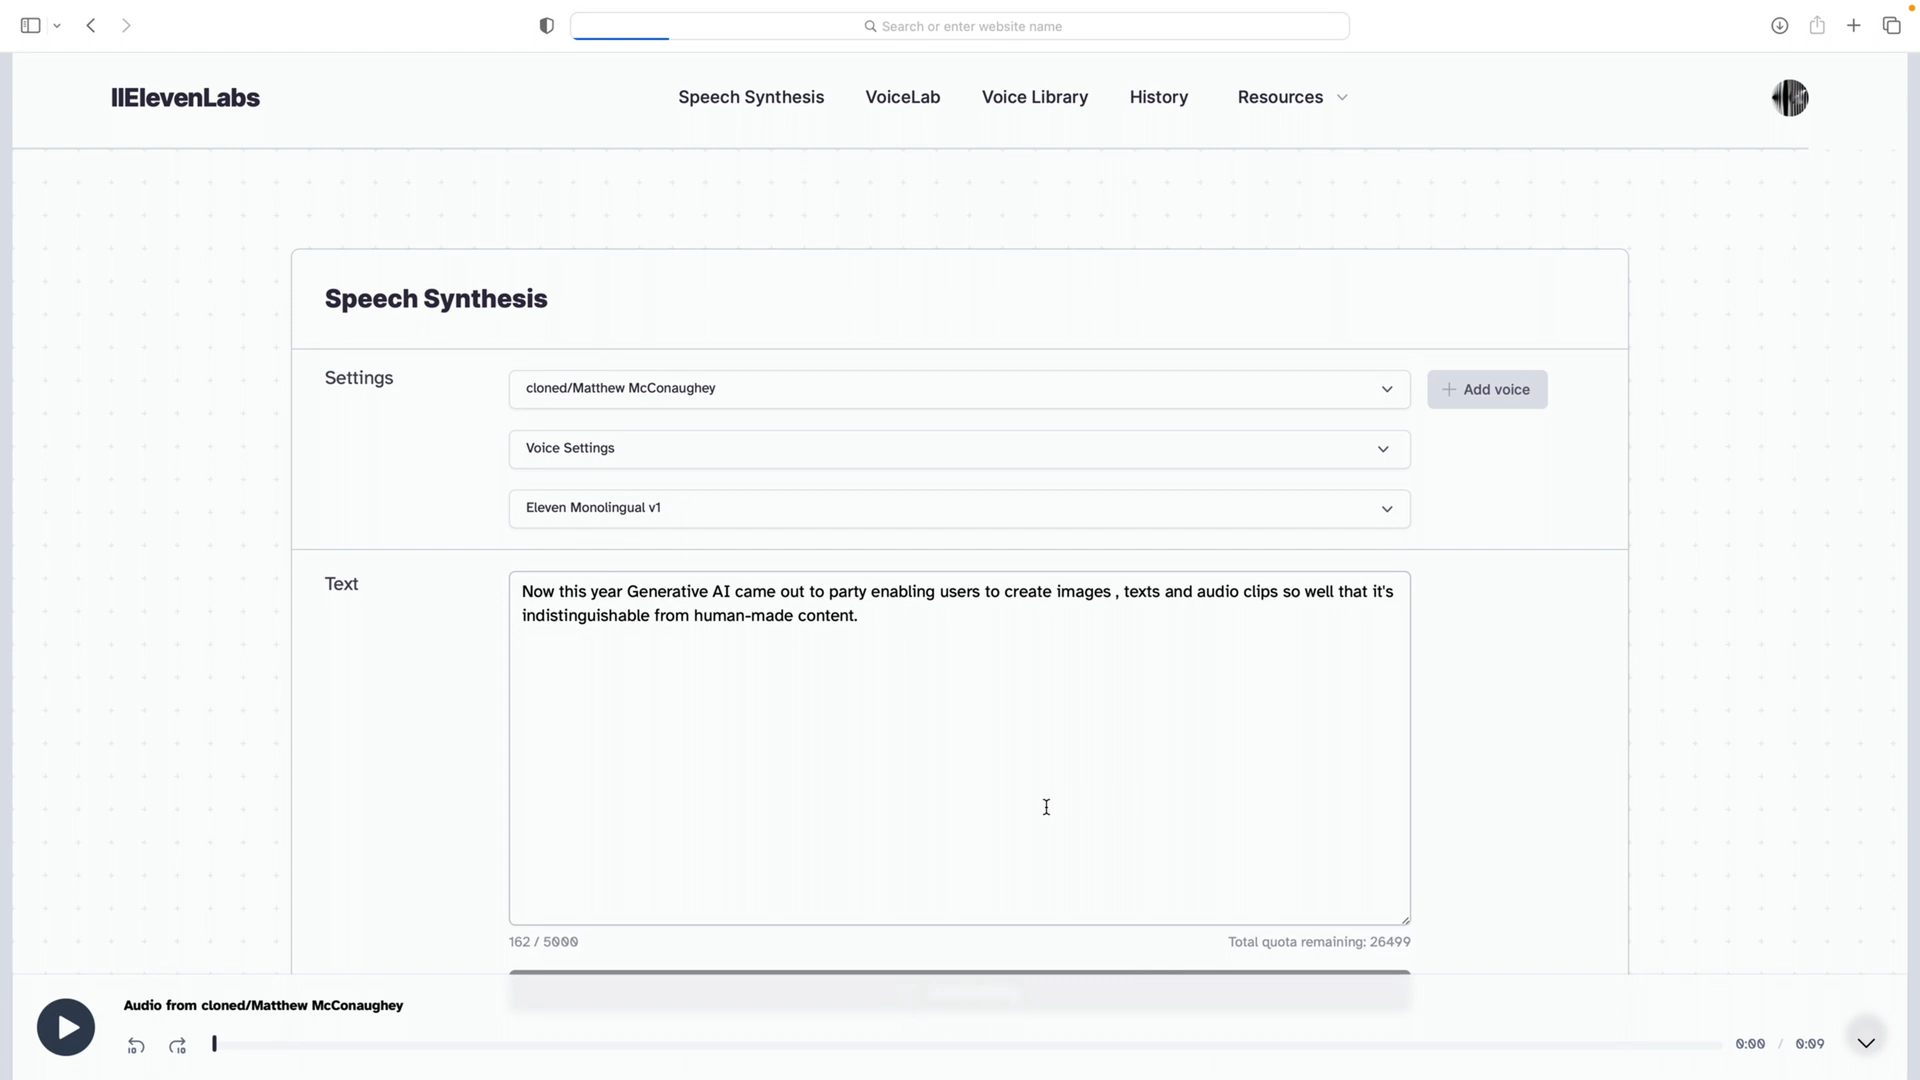 Search or enter website name
IIElevenLabs
Speech Synthesis
VoiceLab
Voice Library
History
Resources
Speech Synthesis
Settings
cloned/Matthew McConaughey
+ Add voice
Voice Settings
Eleven Monolingual v1
Text
Now this year Generative AI came out to party enabling users to create images , texts and audio clips so well that it's
indistinguishable from human-made content.
162 / 5000
Total quota remaining: 26499
Audio from cloned/Matthew McConaughey
10
10
0:00 / 0:09